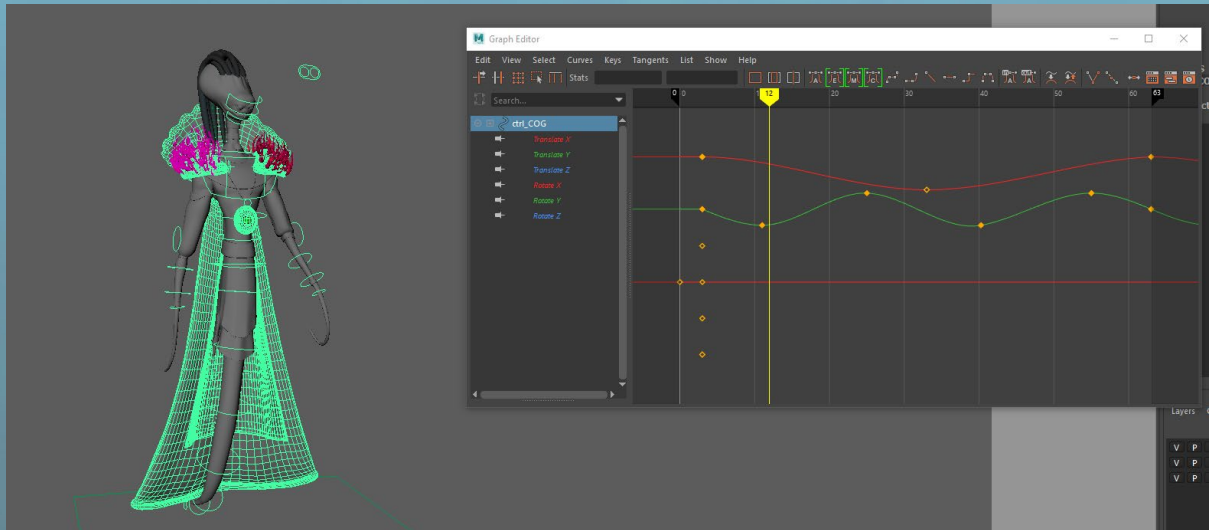 M Graph Editor
Edit View Select Curves Keys Tangents List Show Help
Stats
Search...
0 0 12 20 30 40 50 60 63
ctrl_COG
Translate X
Translate Y
Translate Z
Rotate X
Rotate Y
Rotate Z
Layers
V P
V P
V P